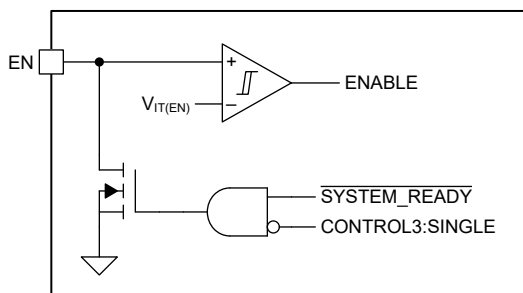 EN
ENABLE
V_IT(EN)
SYSTEM_READY
CONTROL3:SINGLE